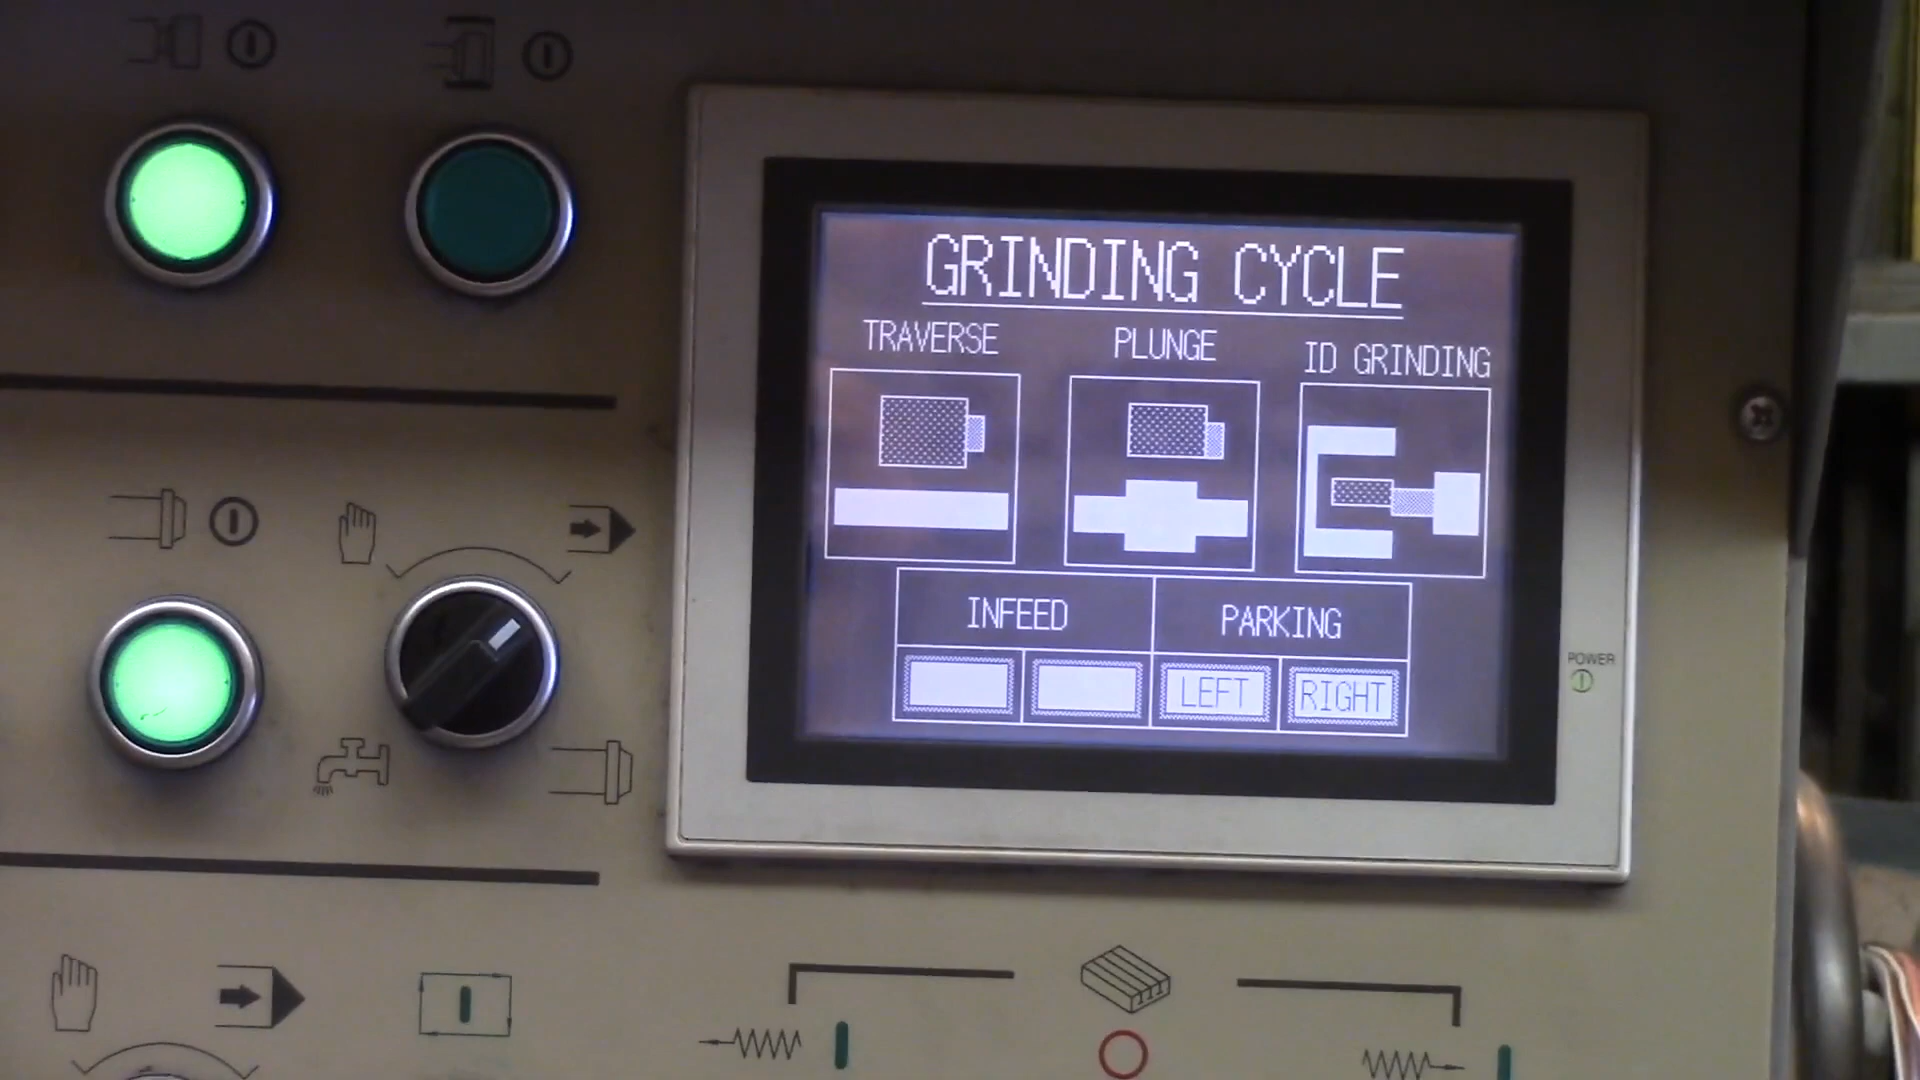 GRINDING CYCLE
TRAVERSE PLUNGE ID GRINDING
INFEED PARKING
LEFT RIGHT
POWER